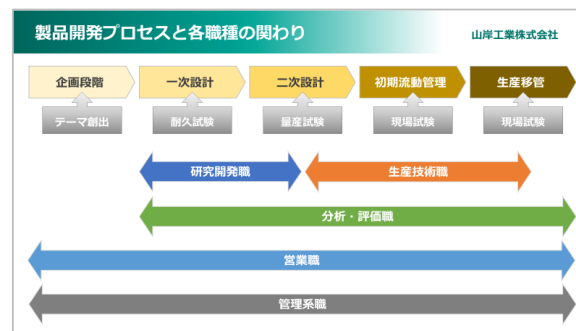 製品開発プロセスと各職種の関わり
山岸工業株式会社
企画段階
一次設計
二次設計
初期流動管理
生産移管
テーマ創出
耐久試験
量産試験
現場試験
現場試験
研究開発職
生産技術職
分析・評価職
営業職
管理系職